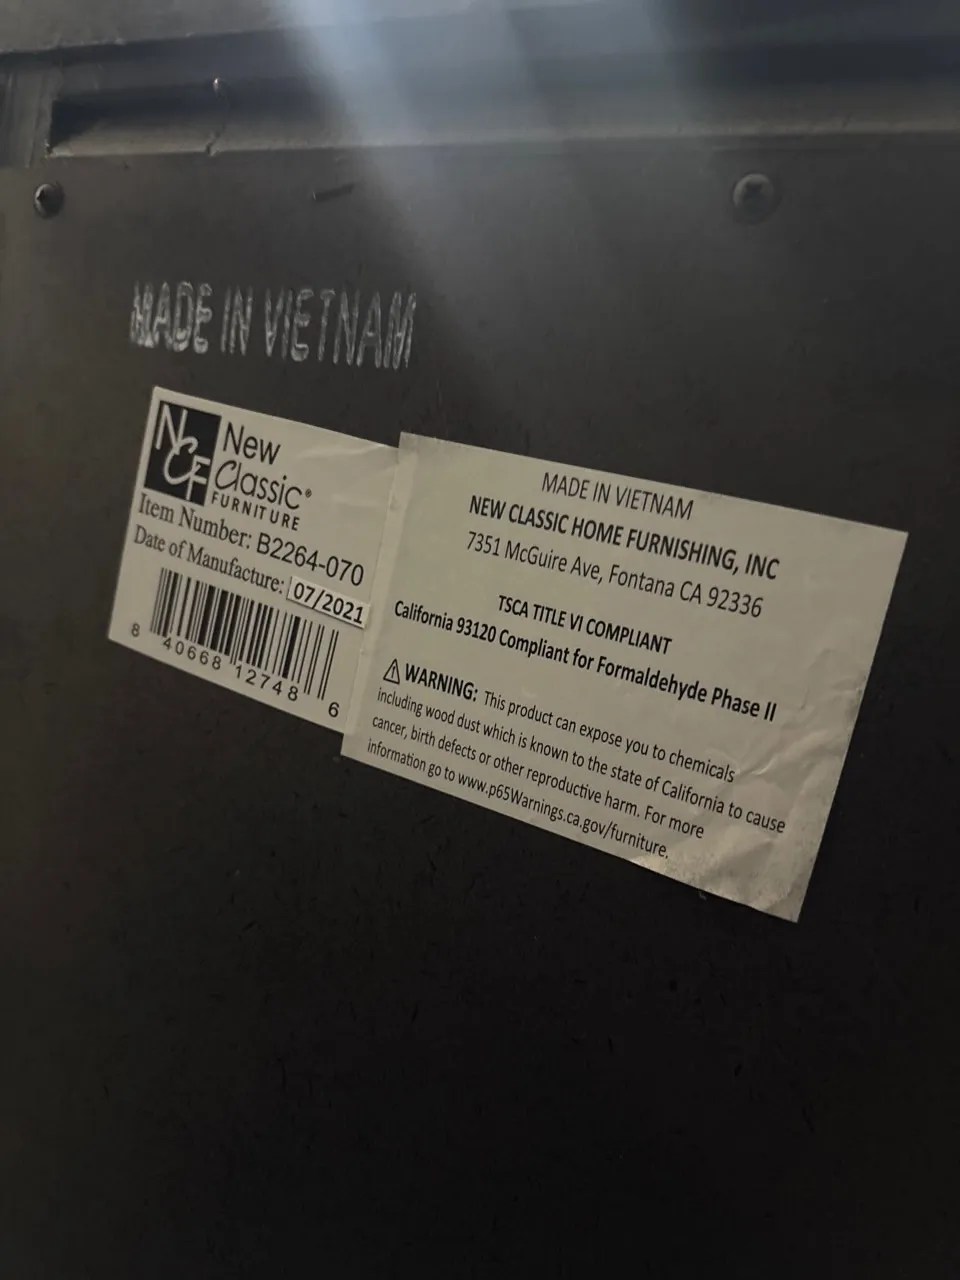 MADE IN VIETNAM
NCF
New
Classic®
FURNITURE
Item Number: B2264-070
Date of Manufacture: 07/2021
8 40668 12748 6
MADE IN VIETNAM
NEW CLASSIC HOME FURNISHING, INC
7351 McGuire Ave, Fontana CA 92336
TSCA TITLE VI COMPLIANT
California 93120 Compliant for Formaldehyde Phase II
⚠ WARNING: This product can expose you to chemicals
including wood dust which is known to the state of California to cause
cancer, birth defects or other reproductive harm. For more
information go to www.p65Warnings.ca.gov/furniture.